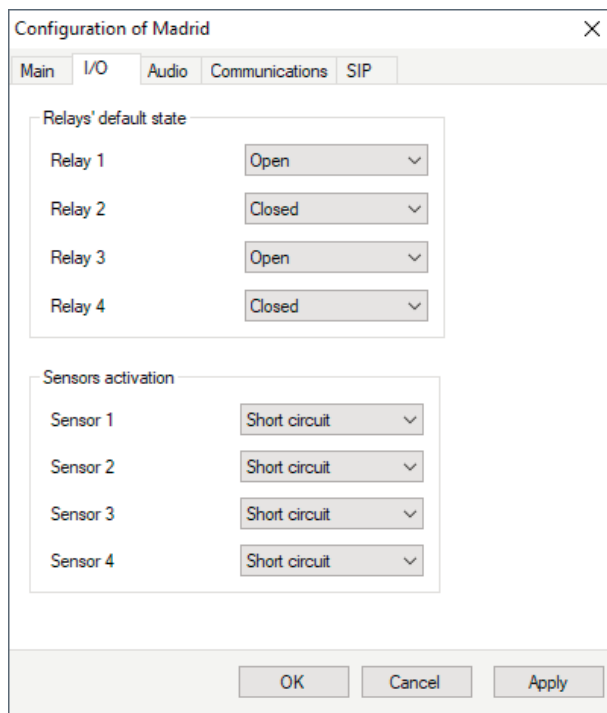 Configuration of Madrid
Main I/O Audio Communications SIP
Relays' default state
Relay 1 Open
Relay 2 Closed
Relay 3 Open
Relay 4 Closed
Sensors activation
Sensor 1 Short circuit
Sensor 2 Short circuit
Sensor 3 Short circuit
Sensor 4 Short circuit
OK Cancel Apply